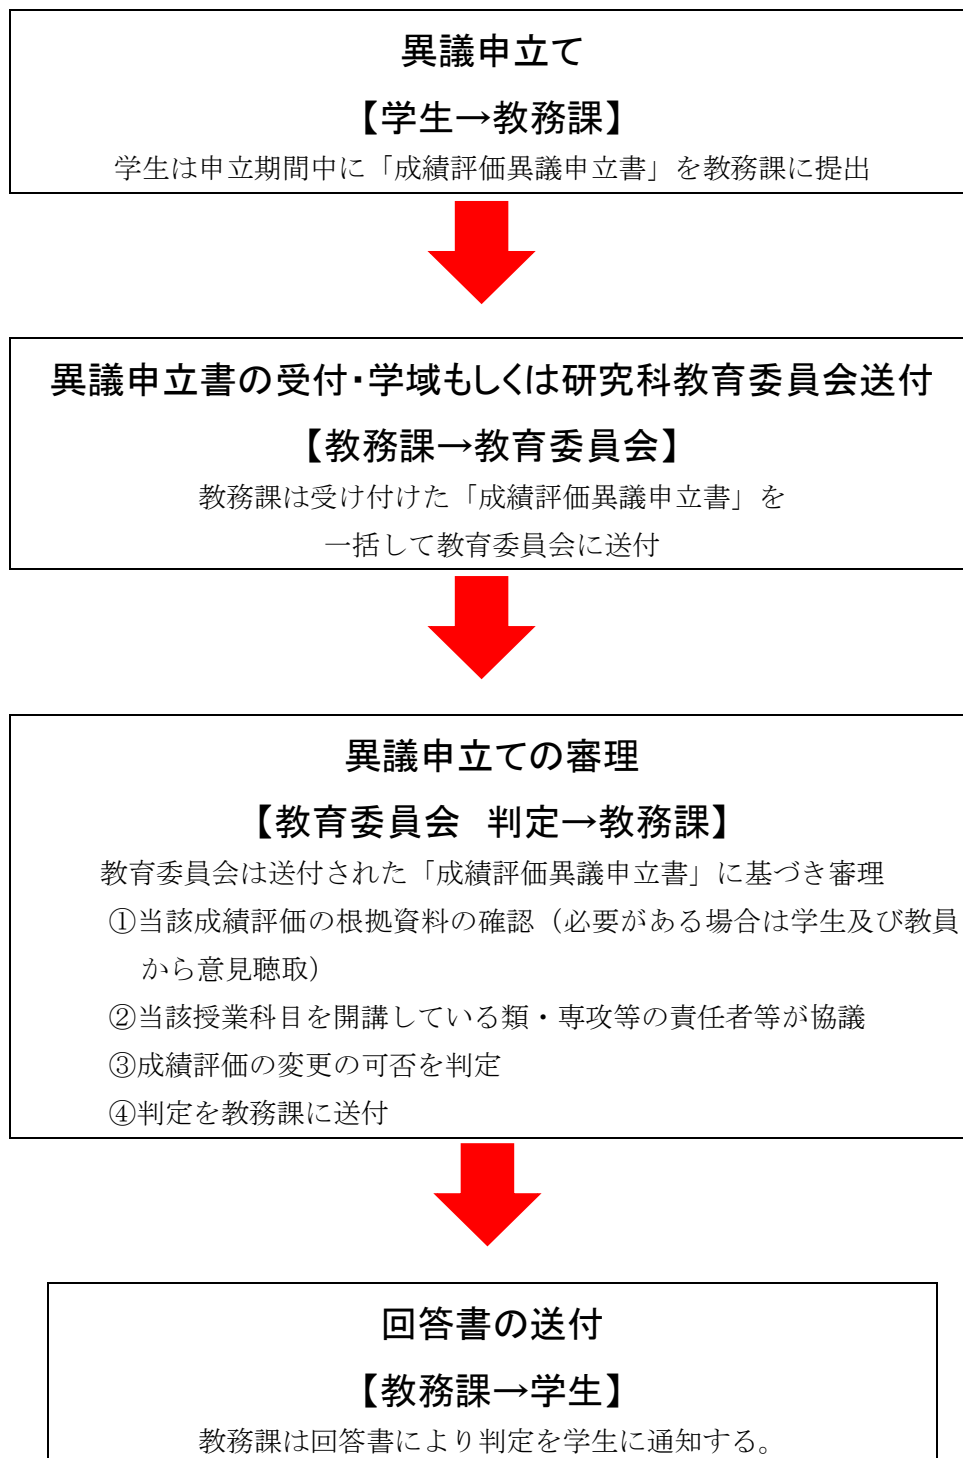 異議申立て
【学生→教務課】
学生は申立期間中に「成績評価異議申立書」を教務課に提出
異議申立書の受付・学域もしくは研究科教育委員会送付
【教務課→教育委員会】
教務課は受け付けた「成績評価異議申立書」を
一括して教育委員会に送付
異議申立ての審理
【教育委員会　判定→教務課】
教育委員会は送付された「成績評価異議申立書」に基づき審理
①当該成績評価の根拠資料の確認（必要がある場合は学生及び教員
から意見聴取）
②当該授業科目を開講している類・専攻等の責任者等が協議
③成績評価の変更の可否を判定
④判定を教務課に送付
回答書の送付
【教務課→学生】
教務課は回答書により判定を学生に通知する。